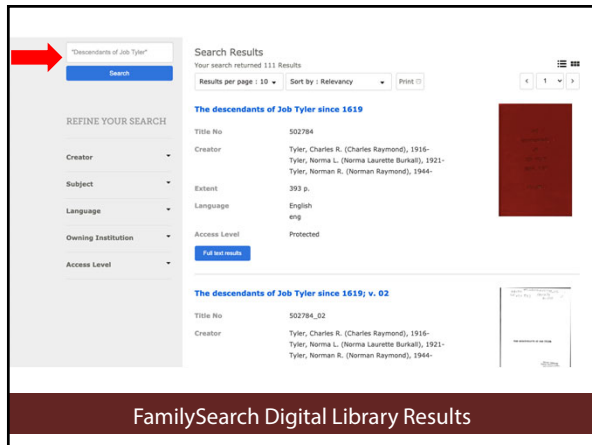 "Descendants of Job Tyler"
Search
REFINE YOUR SEARCH
Creator
Subject
Language
Owning Institution
Access Level
Search Results
Your search returned 111 Results
Results per page : 10
Sort by : Relevancy
Print
1
The descendants of Job Tyler since 1619
Title No 502784
Creator Tyler, Charles R. (Charles Raymond), 1916-
Tyler, Norma L. (Norma Laurette Burkall), 1921-
Tyler, Norman R. (Norman Raymond), 1944-
Extent 393 p.
Language English
eng
Access Level Protected
Full text results
The descendants of Job Tyler since 1619; v. 02
Title No 502784_02
Creator Tyler, Charles R. (Charles Raymond), 1916-
Tyler, Norma L. (Norma Laurette Burkall), 1921-
Tyler, Norman R. (Norman Raymond), 1944-
FamilySearch Digital Library Results